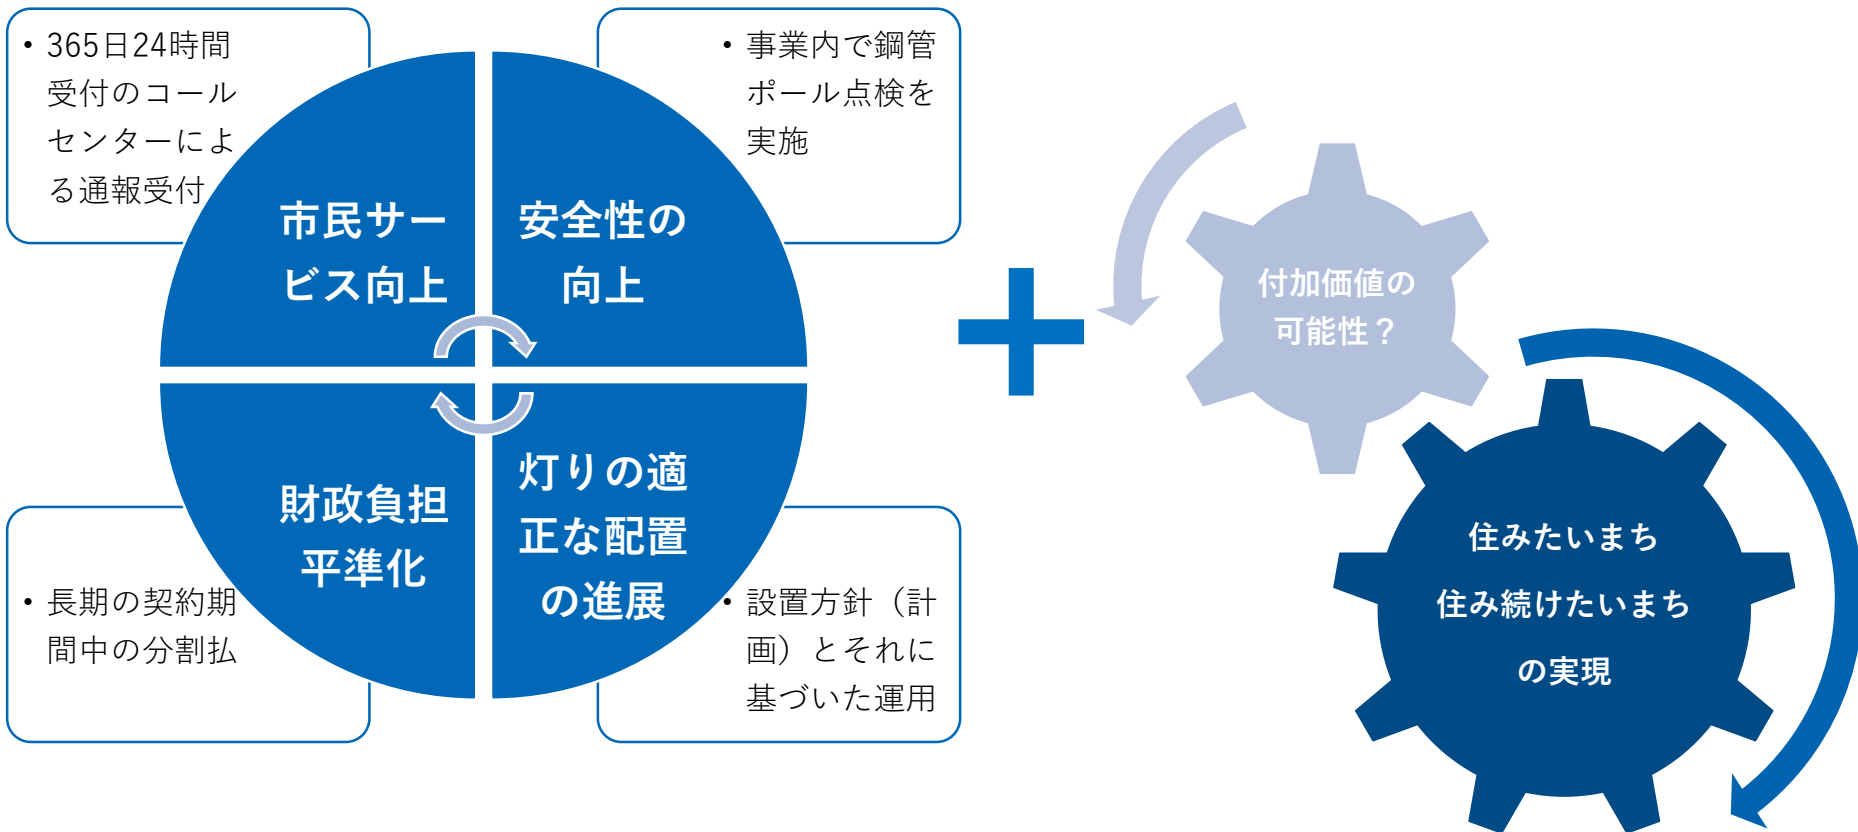 ・365日24時間
受付のコール
センターによ
る通報受付
市民サー
ビス向上
・事業内で鋼管
ポール点検を
実施
安全性の
向上
・長期の契約期
間中の分割払
財政負担
平準化
・設置方針（計
画）とそれに
基づいた運用
灯りの適
正な配置
の進展
付加価値の
可能性？
住みたいまち
住み続けたいまち
の実現